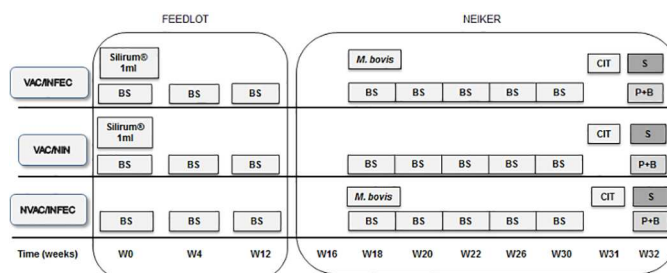 FEEDLOT NEIKER
Silirum®
1ml
M. bovis CIT S
VAC/INFEC BS BS BS BS BS BS BS BS P+B
Silirum®
1ml
CIT S
VAC/NIN BS BS BS BS BS BS BS BS P+B
M. bovis CIT S
NVAC/INFEC BS BS BS BS BS BS BS BS P+B
Time (weeks) W0 W4 W12 W16 W18 W20 W22 W26 W30 W31 W32